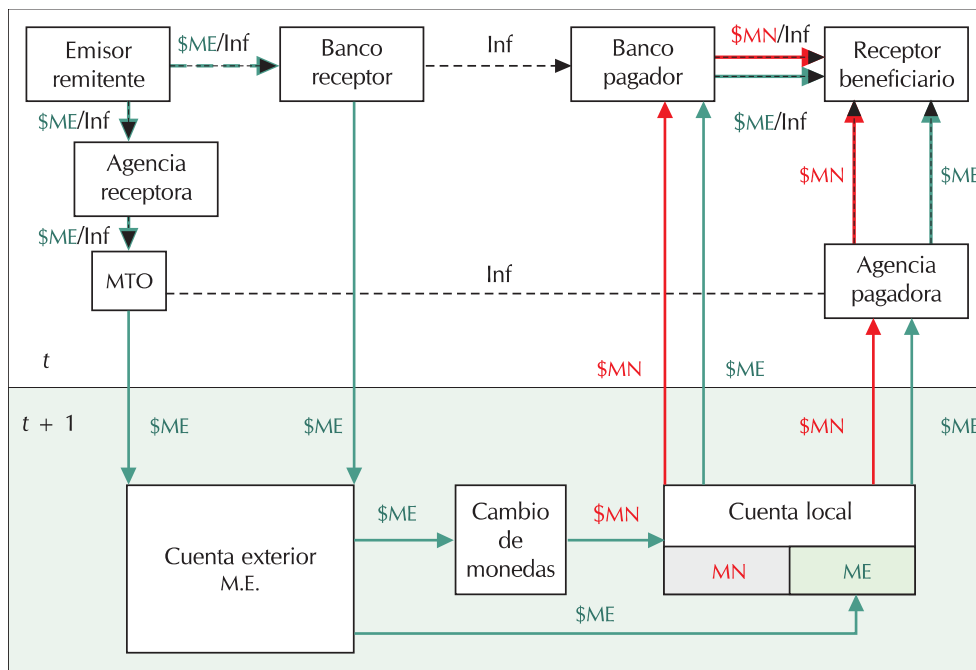 Emisor
remitente
$ME/Inf
Banco
receptor
Inf
Banco
pagador
$MN/Inf
Receptor
beneficiario
$ME/Inf
$ME/Inf
Agencia
receptora
$MN
$ME
$ME/Inf
MTO
Inf
Agencia
pagadora
t
$MN
$ME
t + 1
$ME
$ME
$MN
$ME
Cuenta exterior
M.E.
$ME
Cambio
de
monedas
$MN
Cuenta local
MN
ME
$ME